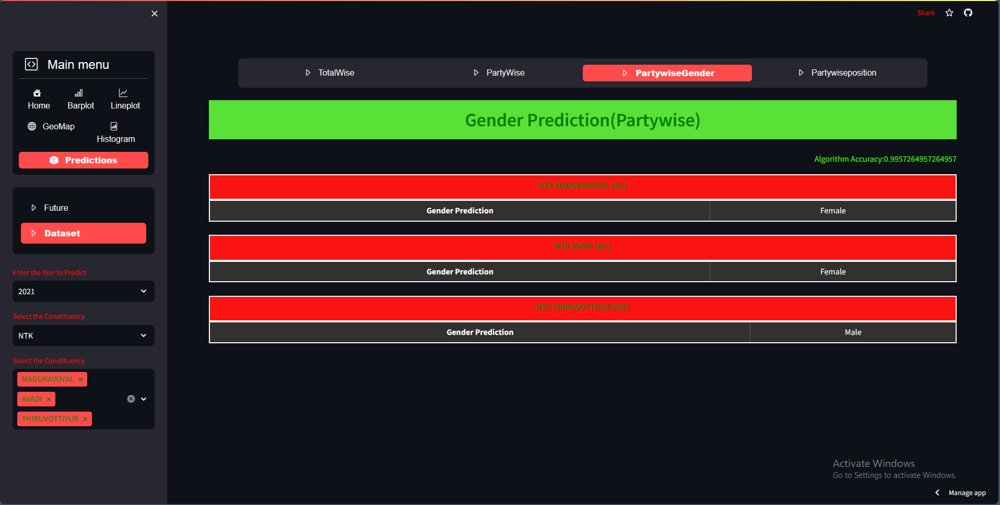 Share
Main menu
Home
Barplot
Lineplot
GeoMap
Histogram
Predictions
Future
Dataset
Enter the Year to Predict
2021
Select the Constituency
NTK
Select the Constituency
MADURAVOYAL
AVADI
THIRUVOTTIYUR
TotalWise PartyWise PartywiseGender Partywiseposition
Gender Prediction(Partywise)
Algorithm Accuracy:0.9957264957264957
NTK MADURAVOYAL 2021
Gender Prediction Female
NTK AVADI 2021
Gender Prediction Female
NTK THIRUVOTTIYUR 2021
Gender Prediction Male
Activate Windows
Go to Settings to activate Windows.
Manage app